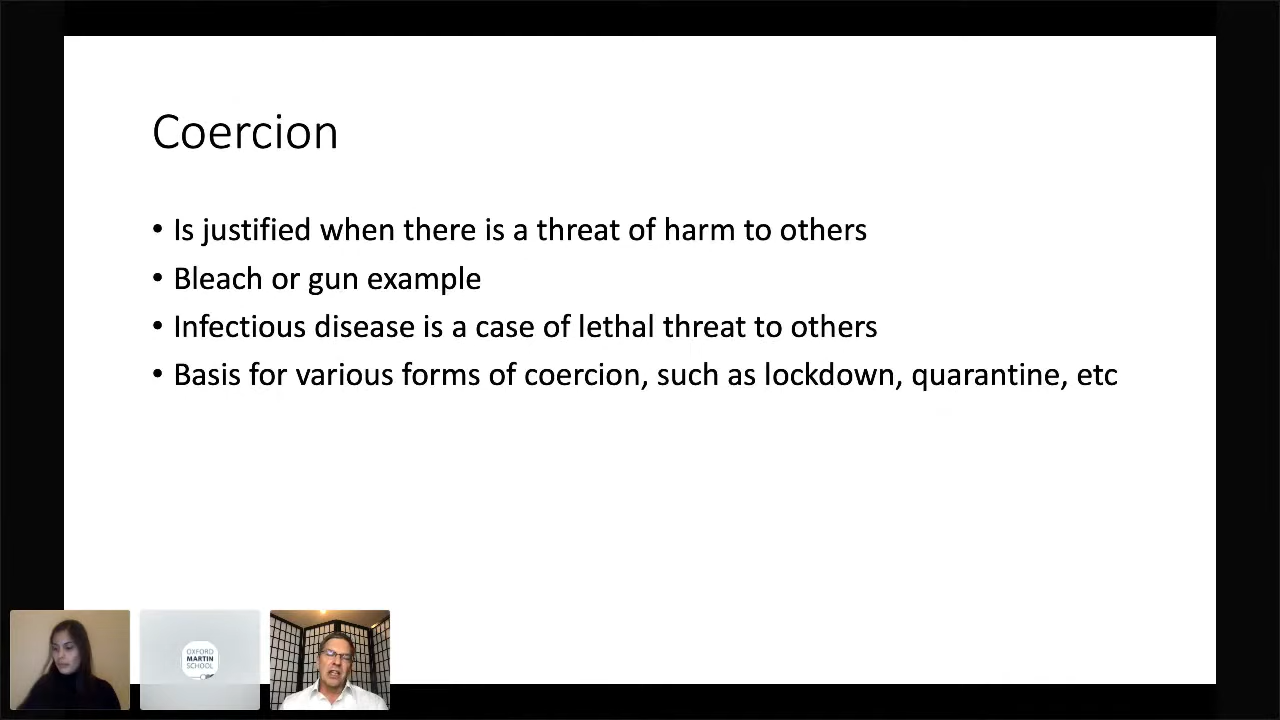 Coercion
• Is justified when there is a threat of harm to others
• Bleach or gun example
• Infectious disease is a case of lethal threat to others
• Basis for various forms of coercion, such as lockdown, quarantine, etc
OXFORD
MARTIN
SCHOOL